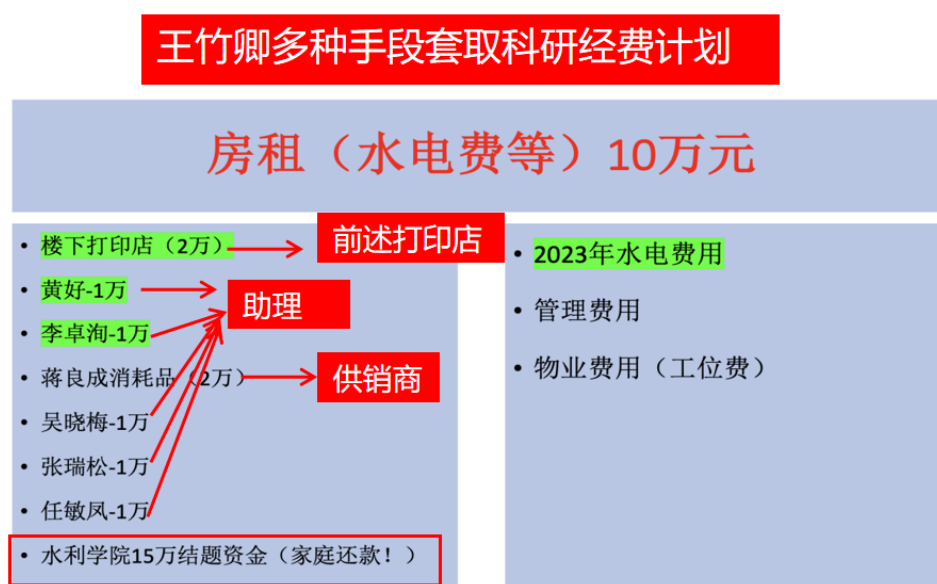 王竹卿多种手段套取科研经费计划
房租（水电费等）10万元
• 楼下打印店（2万）
前述打印店
• 黄好-1万
助理
• 李卓洵-1万
• 蒋良成消耗品（2万）
供销商
• 吴晓梅-1万
• 张瑞松-1万
• 任敏凤-1万
• 水利学院15万结题资金（家庭还款！）
• 2023年水电费用
• 管理费用
• 物业费用（工位费）